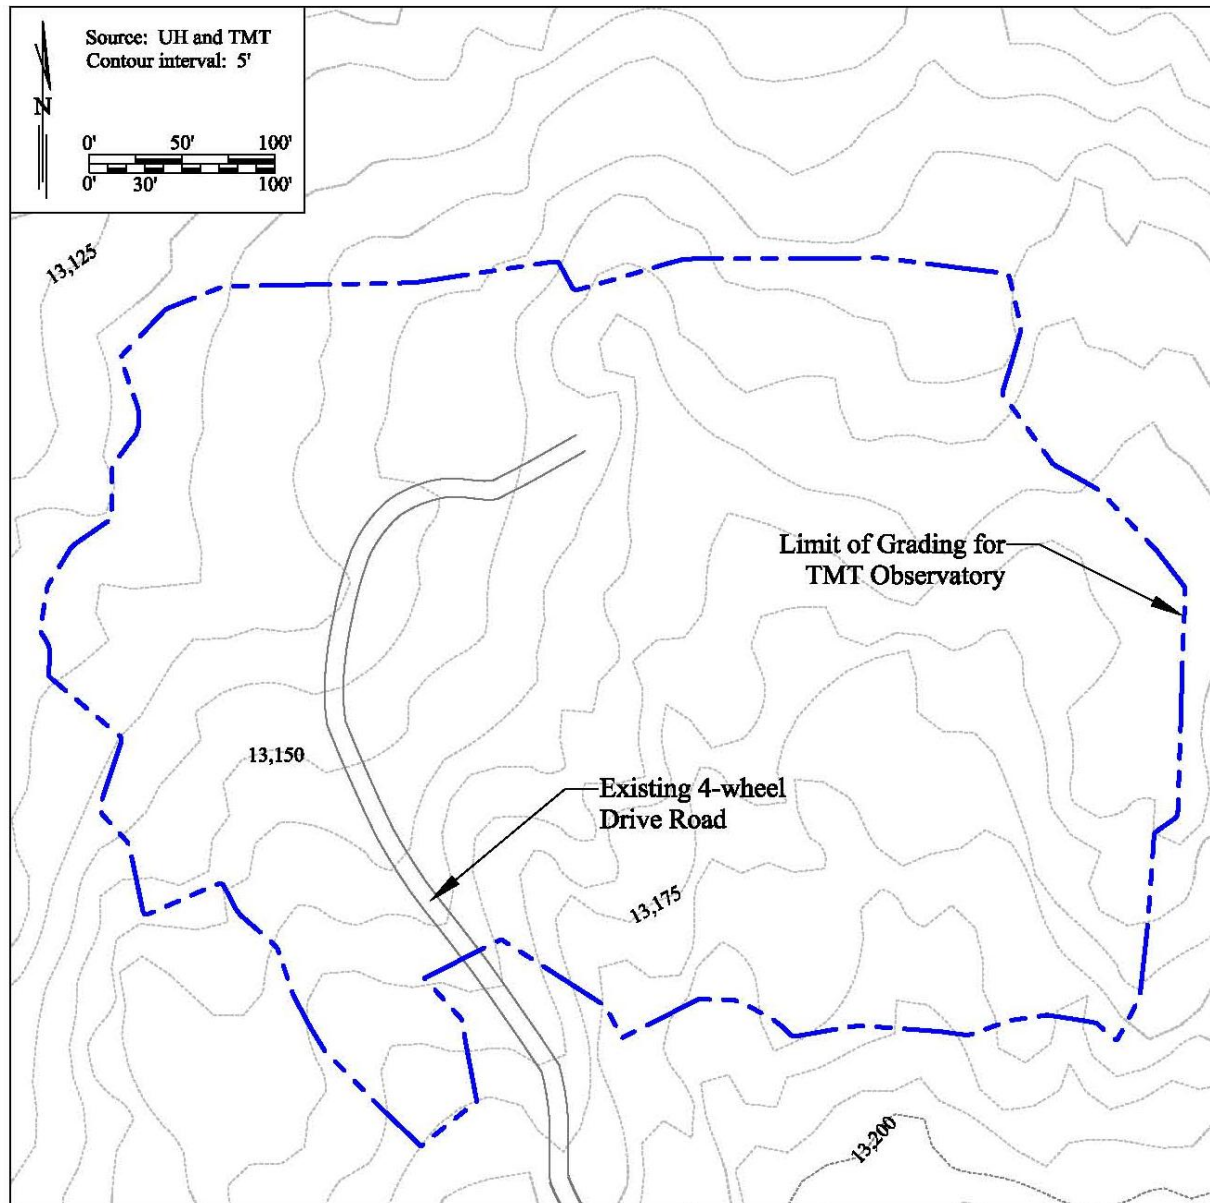 Source: UH and TMT
Contour interval: 5'
N
0' 50' 100'
0' 30' 100'
13,125
Limit of Grading for
TMT Observatory
13,150
Existing 4-wheel
Drive Road
13,175
13,200